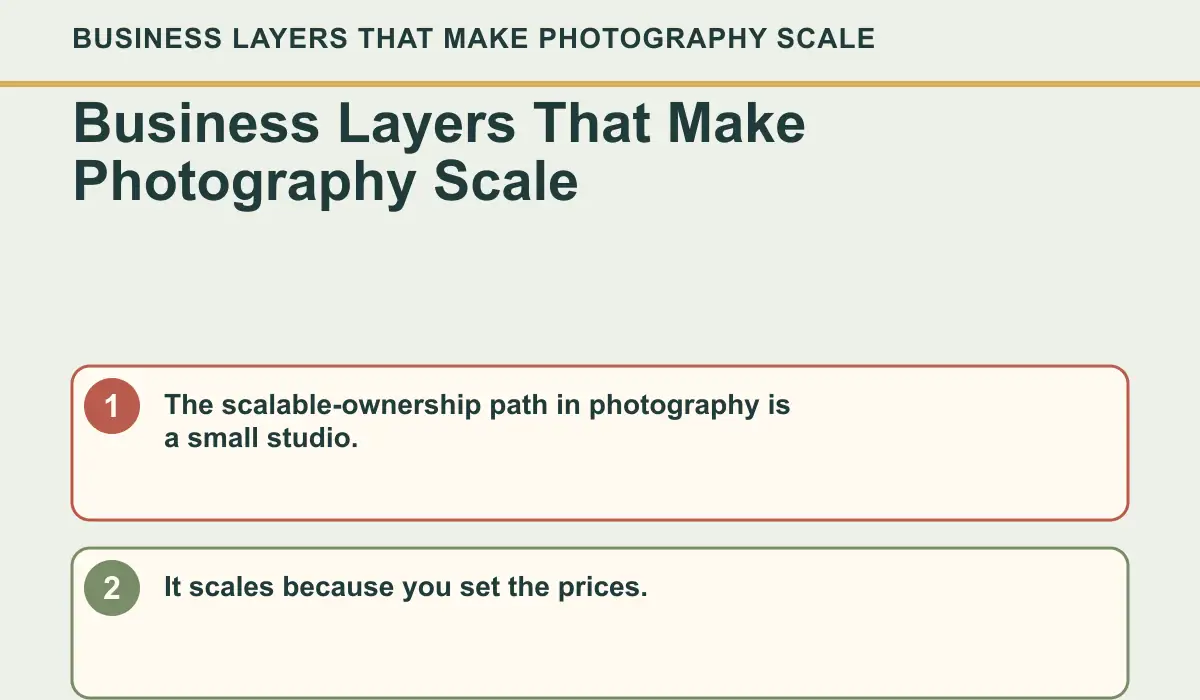 BUSINESS LAYERS THAT MAKE PHOTOGRAPHY SCALE
Business Layers That Make
Photography Scale
1
The scalable-ownership path in photography is
a small studio.
2
It scales because you set the prices.